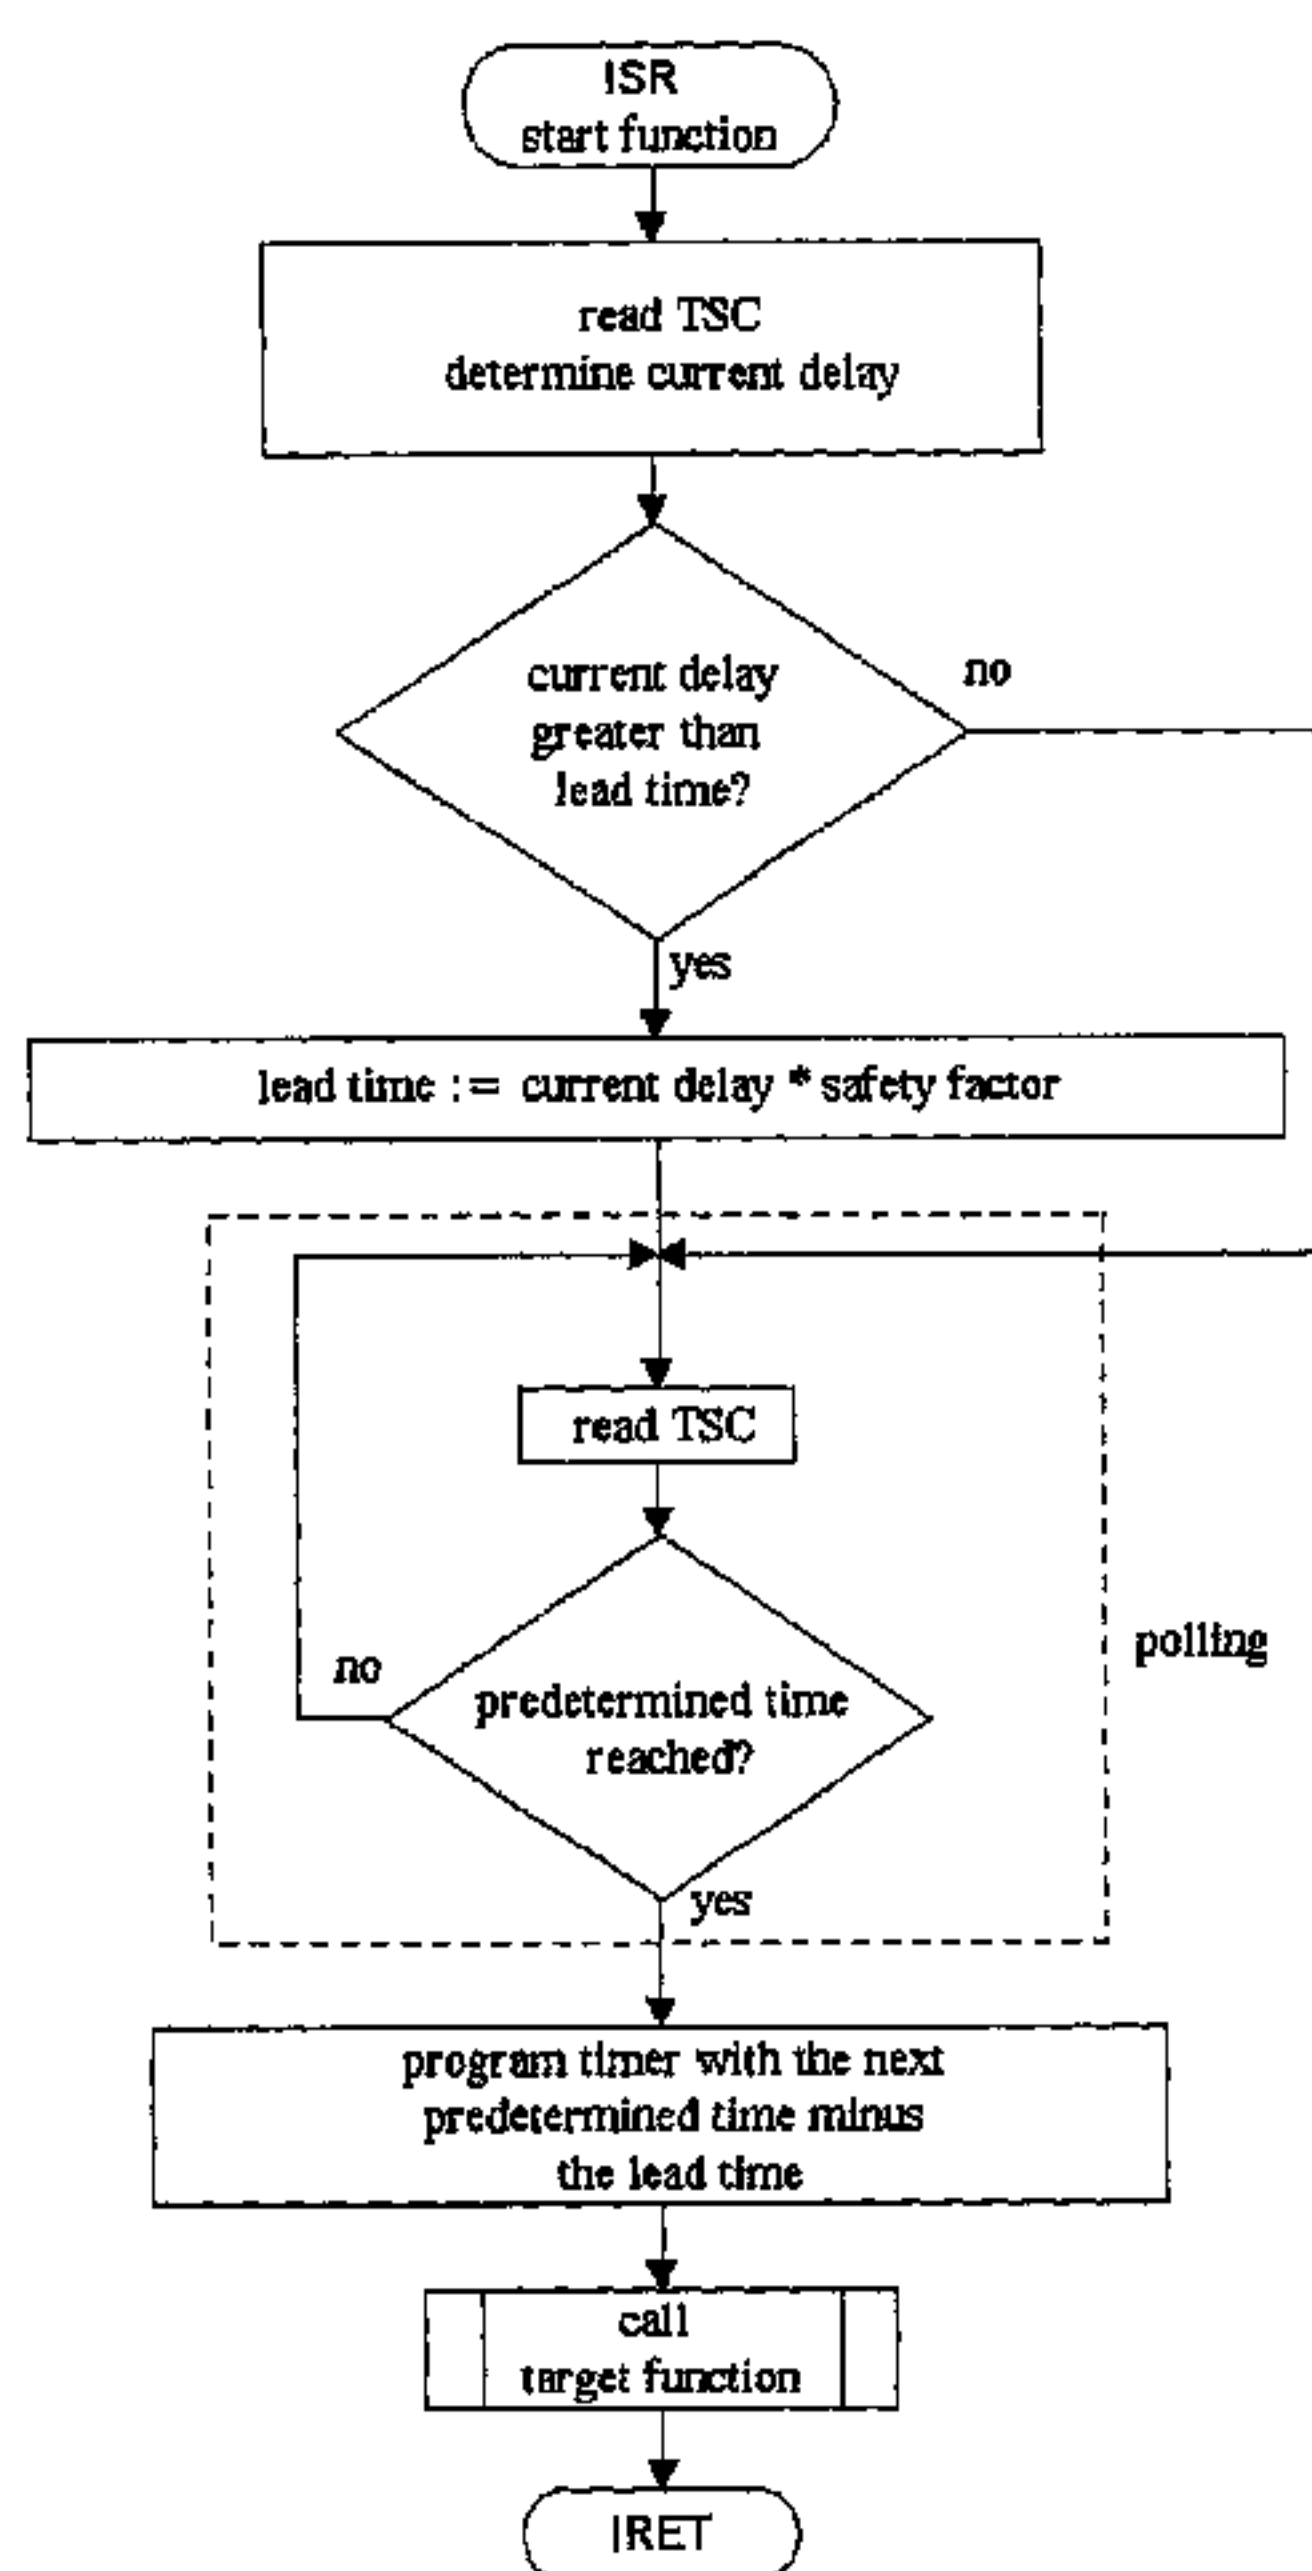 ISR
start function
read TSC
determine current delay
current delay
greater than
lead time?
no
yes
lead time := current delay * safety factor
read TSC
no
predetermined time
reached?
polling
yes
program timer with the next
predetermined time minus
the lead time
call
target function
IRET